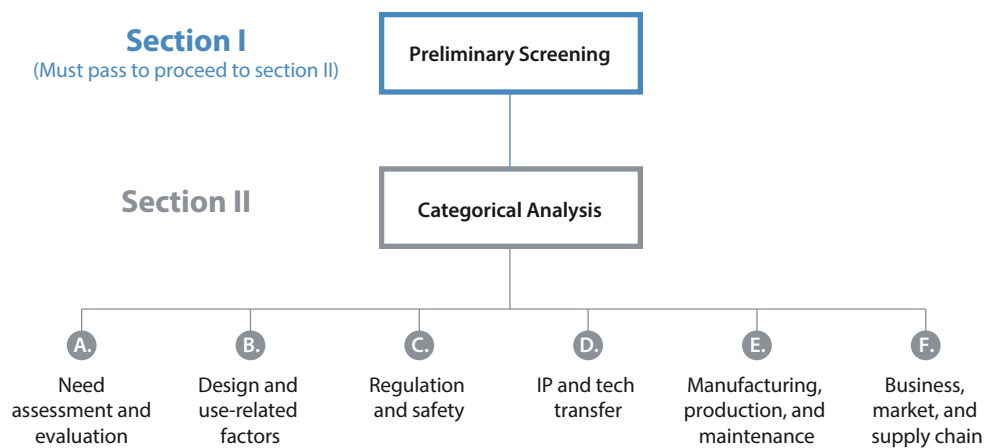 Section I
(Must pass to proceed to section II)
Preliminary Screening
Section II
Categorical Analysis
A.
Need
assessment and
evaluation
B.
Design and
use-related
factors
C.
Regulation
and safety
D.
IP and tech
transfer
E.
Manufacturing,
production, and
maintenance
F.
Business,
market, and
supply chain